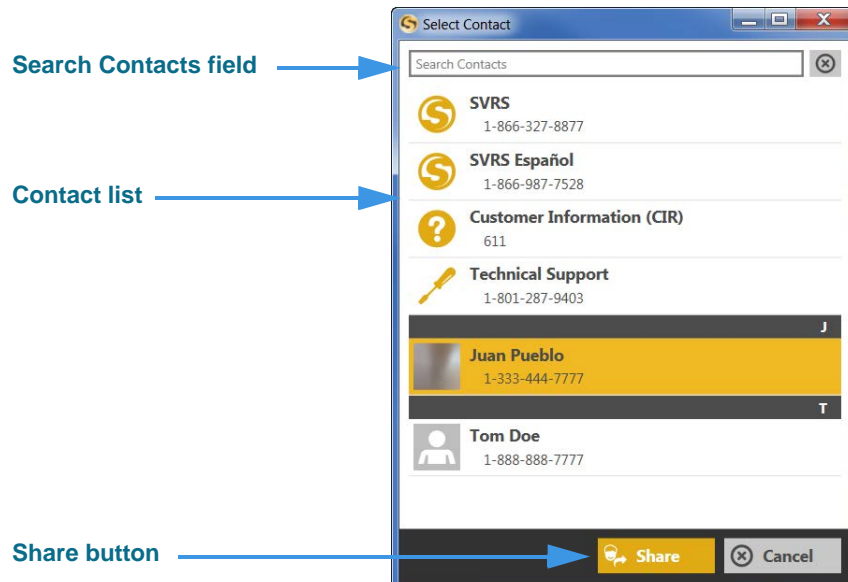 Select Contact
Search Contacts field
Search Contacts
SVRS
1-866-327-8877
SVRS Español
1-866-987-7528
Contact list
Customer Information (CIR)
611
Technical Support
1-801-287-9403
J
Juan Pueblo
1-333-444-7777
T
Tom Doe
1-888-888-7777
Share button
Share
Cancel